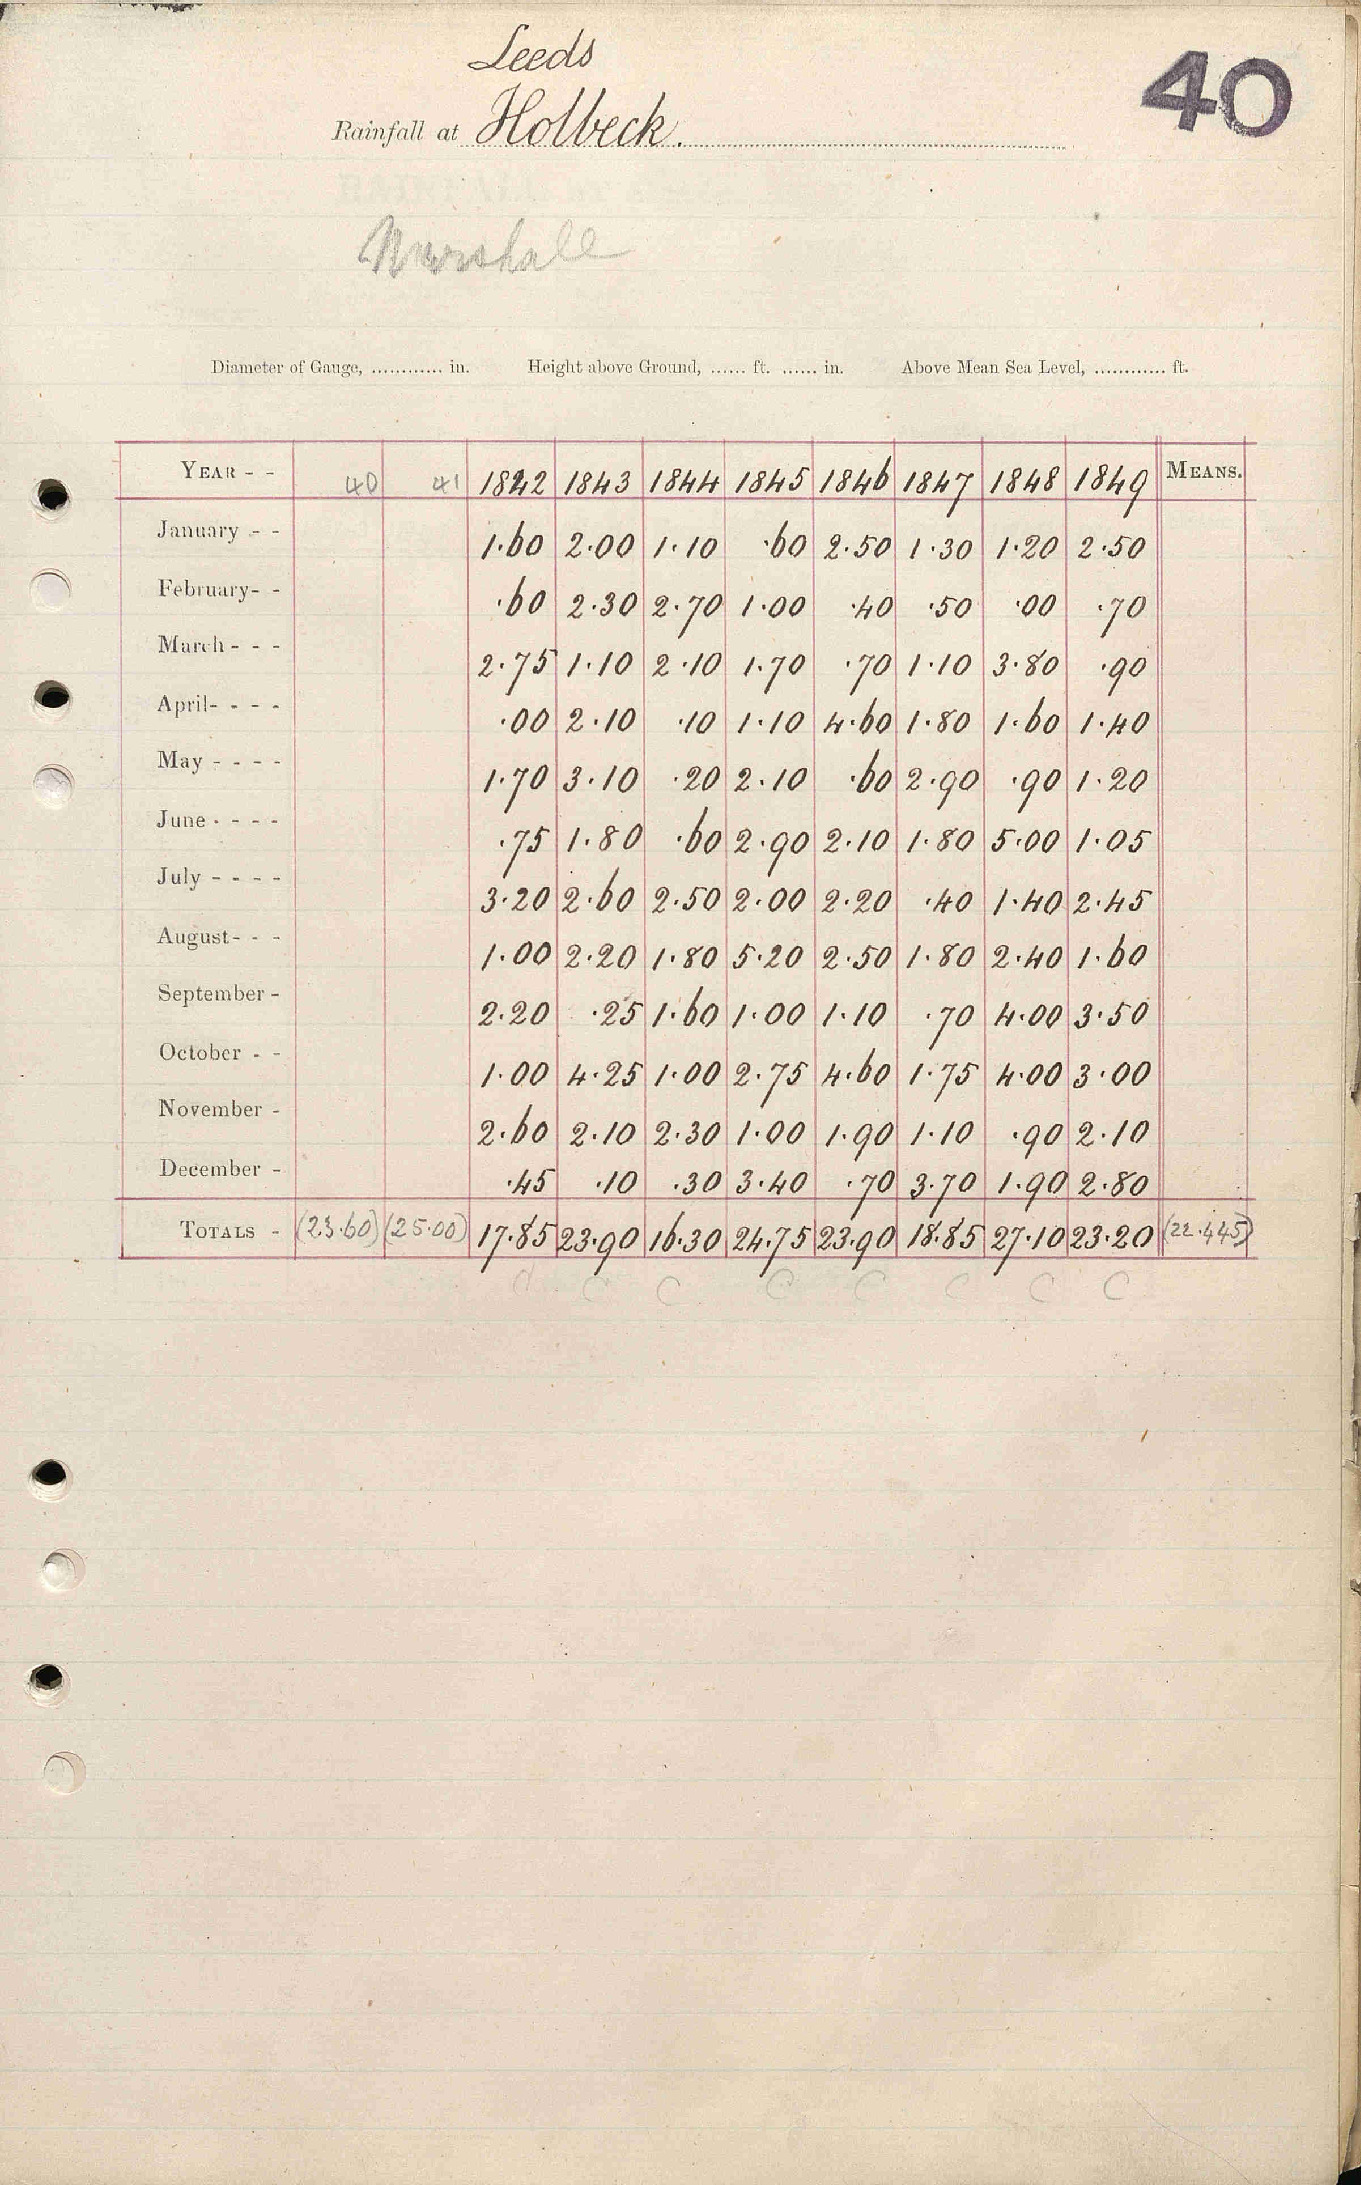 Leeds
40
Rainfall at Holbeck.
Marshall
Diameter of Gauge, ............ in. Height above Ground, ...... ft. ...... in. Above Mean Sea Level, ............ ft.
YEAR - - 40 41 1842 1843 1844 1845 1846 1847 1848 1849 MEANS.
January - - 1·60 2·00 1·10 ·60 2·50 1·30 1·20 2·50
February- - ·60 2·30 2·70 1·00 ·40 ·50 ·00 ·70
March - - - 2·75 1·10 2·10 1·70 ·70 1·10 3·80 ·90
April- - - - ·00 2·10 ·10 1·10 4·60 1·80 1·60 1·40
May - - - - 1·70 3·10 ·20 2·10 ·60 2·90 ·90 1·20
June - - - - ·75 1·80 ·60 2·90 2·10 1·80 5·00 1·05
July - - - - 3·20 2·60 2·50 2·00 2·20 ·40 1·40 2·45
August- - - 1·00 2·20 1·80 5·20 2·50 1·80 2·40 1·60
September - 2·20 ·25 1·60 1·00 1·10 ·70 4·00 3·50
October - - 1·00 4·25 1·00 2·75 4·60 1·75 4·00 3·00
November - 2·60 2·10 2·30 1·00 1·90 1·10 ·90 2·10
December - ·45 ·10 ·30 3·40 ·70 3·70 1·90 2·80
TOTALS - (23·60) (25·00) 17·85 23·90 16·30 24·75 23·90 18·85 27·10 23·20 (22·445)
C C C C C C C